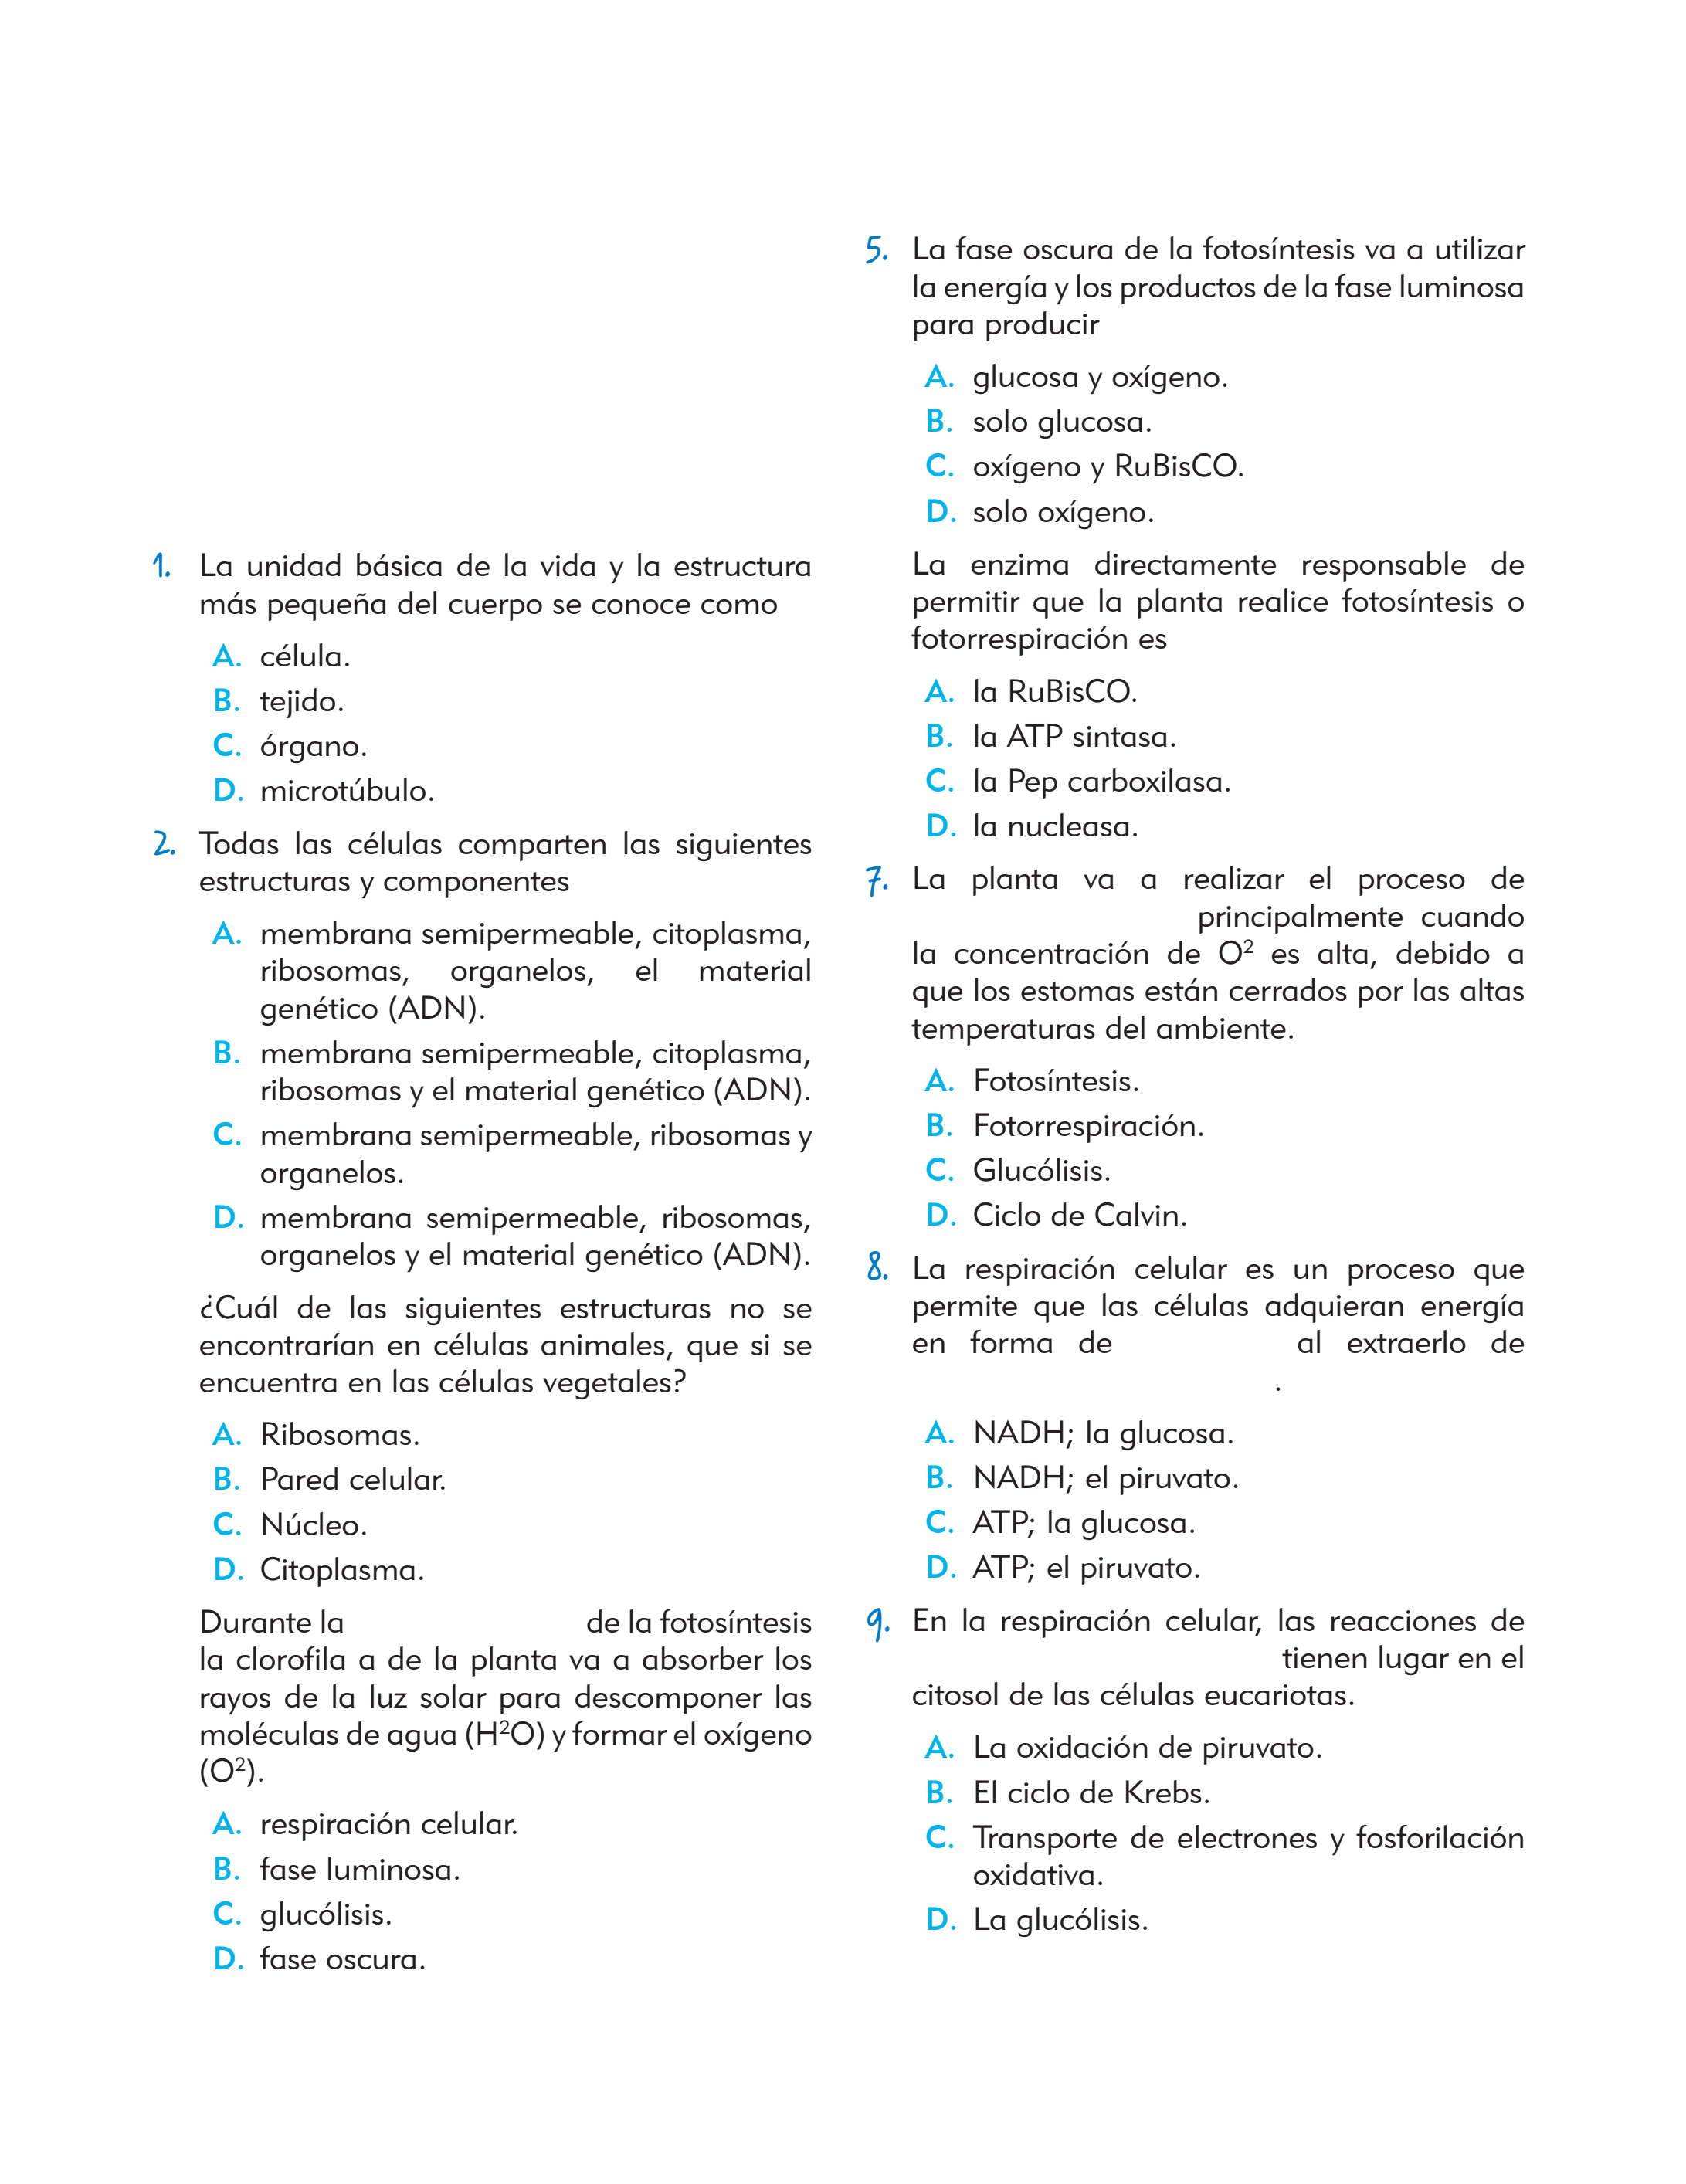 1. La unidad básica de la vida y la estructura
más pequeña del cuerpo se conoce como
A. célula.
B. tejido.
C. órgano.
D. microtúbulo.
2. Todas las células comparten las siguientes
estructuras y componentes
A. membrana semipermeable, citoplasma,
ribosomas, organelos, el material
genético (ADN).
B. membrana semipermeable, citoplasma,
ribosomas y el material genético (ADN).
C. membrana semipermeable, ribosomas y
organelos.
D. membrana semipermeable, ribosomas,
organelos y el material genético (ADN).
¿Cuál de las siguientes estructuras no se
encontrarían en células animales, que si se
encuentra en las células vegetales?
A. Ribosomas.
B. Pared celular.
C. Núcleo.
D. Citoplasma.
Durante la de la fotosíntesis
la clorofila a de la planta va a absorber los
rayos de la luz solar para descomponer las
moléculas de agua (H²O) y formar el oxígeno
(O²).
A. respiración celular.
B. fase luminosa.
C. glucólisis.
D. fase oscura.
5. La fase oscura de la fotosíntesis va a utilizar
la energía y los productos de la fase luminosa
para producir
A. glucosa y oxígeno.
B. solo glucosa.
C. oxígeno y RuBisCO.
D. solo oxígeno.
La enzima directamente responsable de
permitir que la planta realice fotosíntesis o
fotorrespiración es
A. la RuBisCO.
B. la ATP sintasa.
C. la Pep carboxilasa.
D. la nucleasa.
7. La planta va a realizar el proceso de
principalmente cuando
la concentración de O² es alta, debido a
que los estomas están cerrados por las altas
temperaturas del ambiente.
A. Fotosíntesis.
B. Fotorrespiración.
C. Glucólisis.
D. Ciclo de Calvin.
8. La respiración celular es un proceso que
permite que las células adquieran energía
en forma de al extraerlo de
.
A. NADH; la glucosa.
B. NADH; el piruvato.
C. ATP; la glucosa.
D. ATP; el piruvato.
9. En la respiración celular, las reacciones de
tienen lugar en el
citosol de las células eucariotas.
A. La oxidación de piruvato.
B. El ciclo de Krebs.
C. Transporte de electrones y fosforilación
oxidativa.
D. La glucólisis.